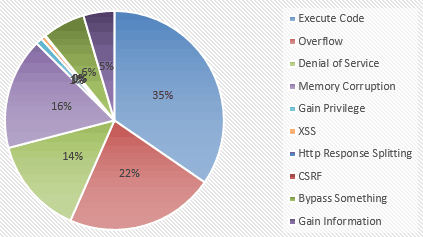 35%
22%
14%
16%
6%
5%
Execute Code
Overflow
Denial of Service
Memory Corruption
Gain Privilege
XSS
Http Response Splitting
CSRF
Bypass Something
Gain Information